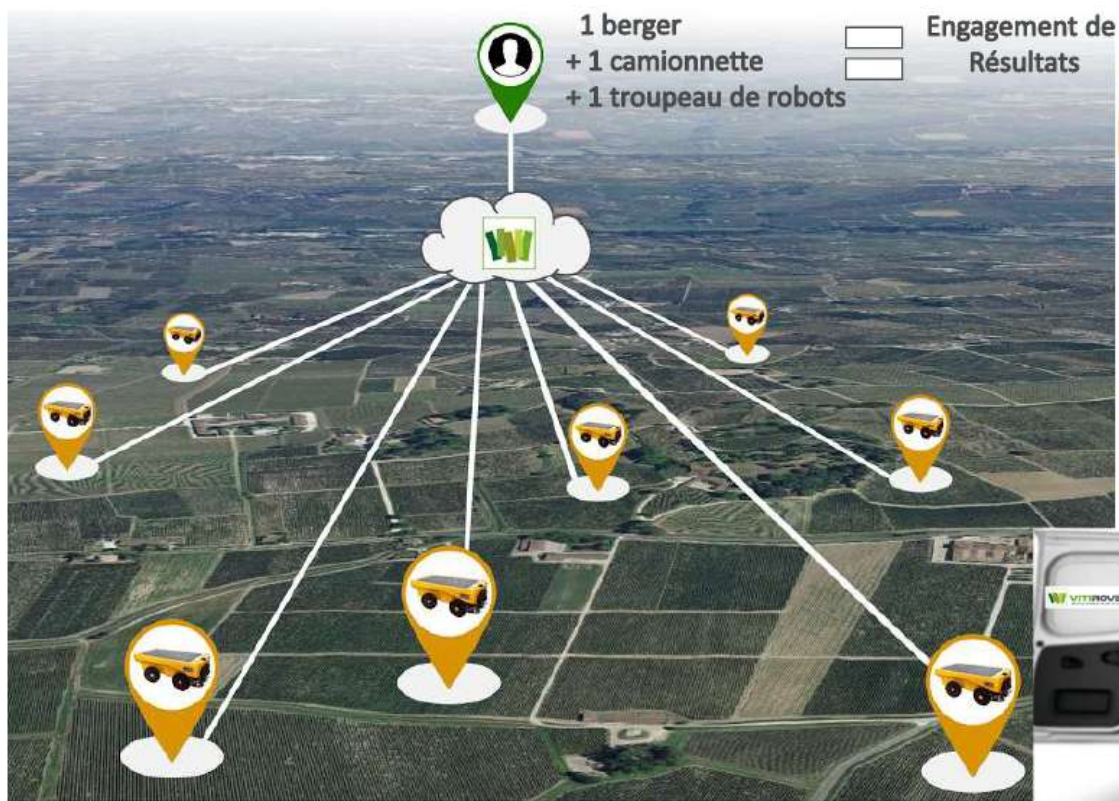 1 berger
+ 1 camionnette
+ 1 troupeau de robots
Engagement de
Résultats